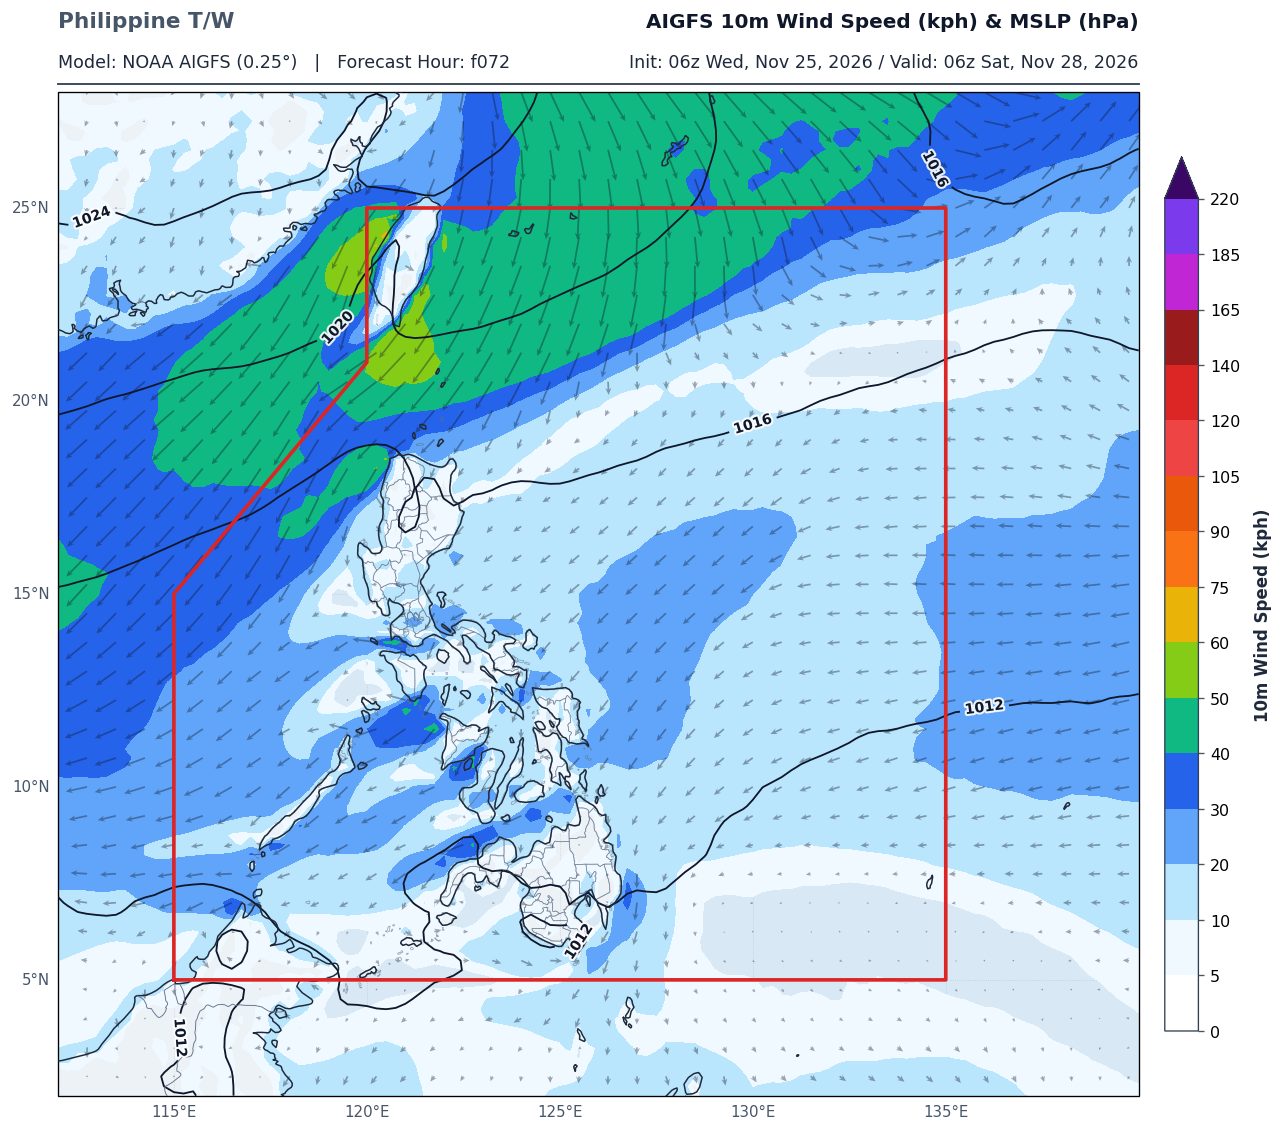 Philippine T/W
AIGFS 10m Wind Speed (kph) & MSLP (hPa)
Model: NOAA AIGFS (0.25°) | Forecast Hour: f072
Init: 06z Wed, Nov 25, 2026 / Valid: 06z Sat, Nov 28, 2026
25°N
20°N
15°N
10°N
5°N
115°E
120°E
125°E
130°E
135°E
1024
1020
1016
1016
1012
1012
1012
220
185
165
140
120
105
90
75
60
50
40
30
20
10
5
0
10m Wind Speed (kph)